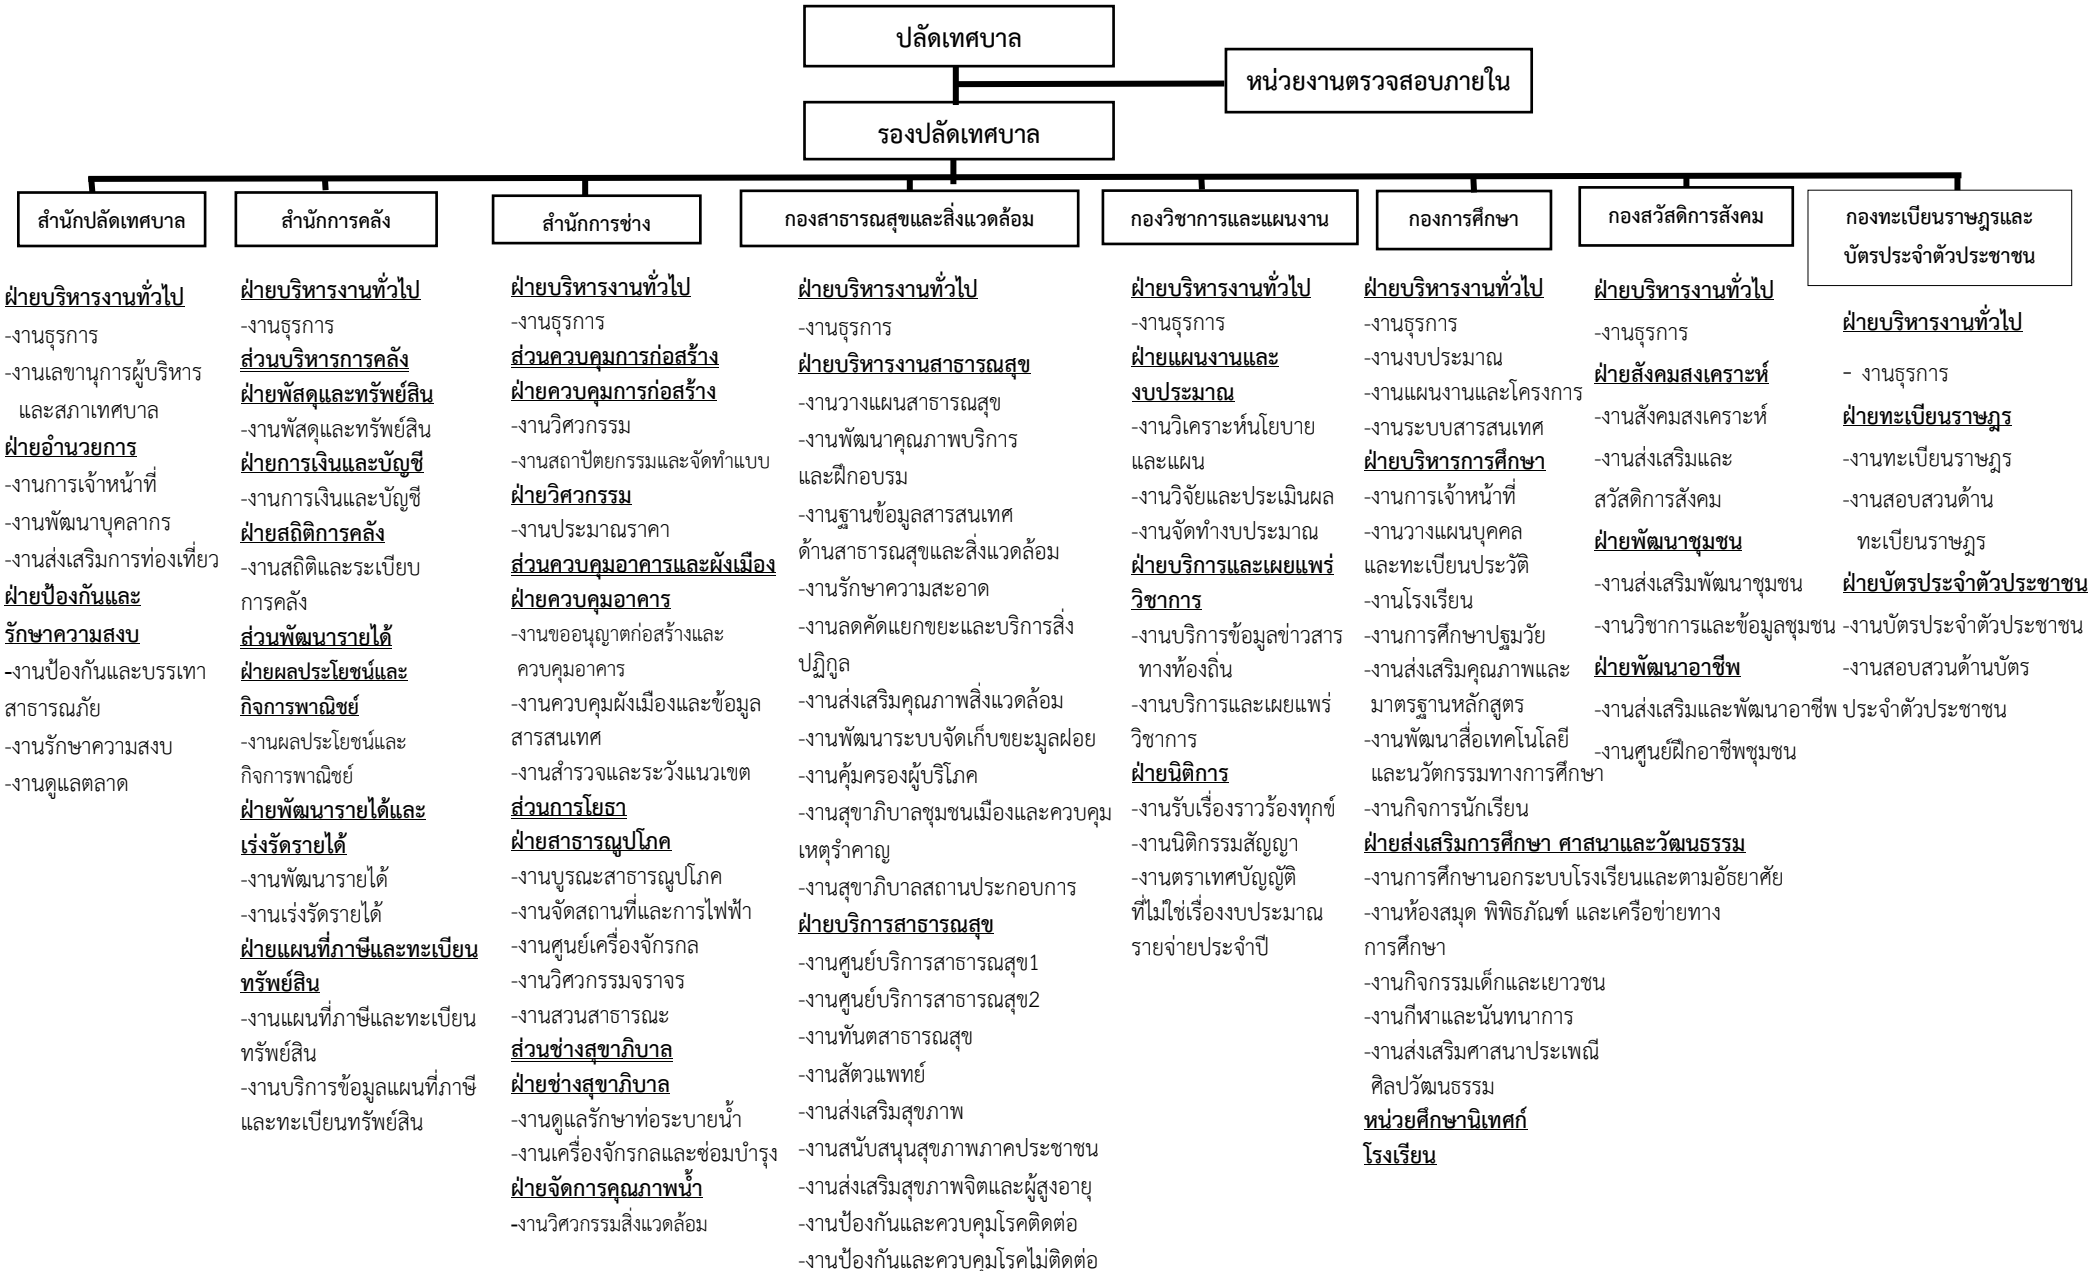 ปลัดเทศบาล
หน่วยงานตรวจสอบภายใน
รองปลัดเทศบาล
สำนักปลัดเทศบาล
ฝ่ายบริหารงานทั่วไป
-งานธุรการ
-งานเลขานุการผู้บริหาร
และสภาเทศบาล
ฝ่ายอำนวยการ
-งานการเจ้าหน้าที่
-งานพัฒนาบุคลากร
-งานส่งเสริมการท่องเที่ยว
ฝ่ายป้องกันและ
รักษาความสงบ
-งานป้องกันและบรรเทา
สาธารณภัย
-งานรักษาความสงบ
-งานดูแลตลาด
สำนักการคลัง
ฝ่ายบริหารงานทั่วไป
-งานธุรการ
ส่วนบริหารการคลัง
ฝ่ายพัสดุและทรัพย์สิน
-งานพัสดุและทรัพย์สิน
ฝ่ายการเงินและบัญชี
-งานการเงินและบัญชี
ฝ่ายสถิติการคลัง
-งานสถิติและระเบียบ
การคลัง
ส่วนพัฒนารายได้
ฝ่ายผลประโยชน์และ
กิจการพาณิชย์
-งานผลประโยชน์และ
กิจการพาณิชย์
ฝ่ายพัฒนารายได้และ
เร่งรัดรายได้
-งานพัฒนารายได้
-งานเร่งรัดรายได้
ฝ่ายแผนที่ภาษีและทะเบียน
ทรัพย์สิน
-งานแผนที่ภาษีและทะเบียน
ทรัพย์สิน
-งานบริการข้อมูลแผนที่ภาษี
และทะเบียนทรัพย์สิน
สำนักการช่าง
ฝ่ายบริหารงานทั่วไป
-งานธุรการ
ส่วนควบคุมการก่อสร้าง
ฝ่ายควบคุมการก่อสร้าง
-งานวิศวกรรม
-งานสถาปัตยกรรมและจัดทำแบบ
ฝ่ายวิศวกรรม
-งานประมาณราคา
ส่วนควบคุมอาคารและผังเมือง
ฝ่ายควบคุมอาคาร
-งานขออนุญาตก่อสร้างและ
ควบคุมอาคาร
-งานควบคุมผังเมืองและข้อมูล
สารสนเทศ
-งานสำรวจและระวังแนวเขต
ส่วนการโยธา
ฝ่ายสาธารณูปโภค
-งานบูรณะสาธารณูปโภค
-งานจัดสถานที่และการไฟฟ้า
-งานศูนย์เครื่องจักรกล
-งานวิศวกรรมจราจร
-งานสวนสาธารณะ
ส่วนช่างสุขาภิบาล
ฝ่ายช่างสุขาภิบาล
-งานดูแลรักษาท่อระบายน้ำ
-งานเครื่องจักรกลและซ่อมบำรุง
ฝ่ายจัดการคุณภาพน้ำ
-งานวิศวกรรมสิ่งแวดล้อม
กองสาธารณสุขและสิ่งแวดล้อม
ฝ่ายบริหารงานทั่วไป
-งานธุรการ
ฝ่ายบริหารงานสาธารณสุข
-งานวางแผนสาธารณสุข
-งานพัฒนาคุณภาพบริการ
และฝึกอบรม
-งานฐานข้อมูลสารสนเทศ
ด้านสาธารณสุขและสิ่งแวดล้อม
-งานรักษาความสะอาด
-งานลดคัดแยกขยะและบริการสิ่ง
ปฏิกูล
-งานส่งเสริมคุณภาพสิ่งแวดล้อม
-งานพัฒนาระบบจัดเก็บขยะมูลฝอย
-งานคุ้มครองผู้บริโภค
-งานสุขาภิบาลชุมชนเมืองและควบคุม
เหตุรำคาญ
-งานสุขาภิบาลสถานประกอบการ
ฝ่ายบริการสาธารณสุข
-งานศูนย์บริการสาธารณสุข1
-งานศูนย์บริการสาธารณสุข2
-งานทันตสาธารณสุข
-งานสัตวแพทย์
-งานส่งเสริมสุขภาพ
-งานสนับสนุนสุขภาพภาคประชาชน
-งานส่งเสริมสุขภาพจิตและผู้สูงอายุ
-งานป้องกันและควบคุมโรคติดต่อ
-งานป้องกันและควบคุมโรคไม่ติดต่อ
กองวิชาการและแผนงาน
ฝ่ายบริหารงานทั่วไป
-งานธุรการ
ฝ่ายแผนงานและ
งบประมาณ
-งานวิเคราะห์นโยบาย
และแผน
-งานวิจัยและประเมินผล
-งานจัดทำงบประมาณ
ฝ่ายบริการและเผยแพร่
วิชาการ
-งานบริการข้อมูลข่าวสาร
ทางท้องถิ่น
-งานบริการและเผยแพร่
วิชาการ
ฝ่ายนิติการ
-งานรับเรื่องราวร้องทุกข์
-งานนิติกรรมสัญญา
-งานตราเทศบัญญัติ
ที่ไม่ใช่เรื่องงบประมาณ
รายจ่ายประจำปี
กองการศึกษา
ฝ่ายบริหารงานทั่วไป
-งานธุรการ
-งานงบประมาณ
-งานแผนงานและโครงการ
-งานระบบสารสนเทศ
ฝ่ายบริหารการศึกษา
-งานการเจ้าหน้าที่
-งานวางแผนบุคคล
และทะเบียนประวัติ
-งานโรงเรียน
-งานการศึกษาปฐมวัย
-งานส่งเสริมคุณภาพและ
มาตรฐานหลักสูตร
-งานพัฒนาสื่อเทคโนโลยี
และนวัตกรรมทางการศึกษา
-งานกิจการนักเรียน
ฝ่ายส่งเสริมการศึกษา ศาสนาและวัฒนธรรม
-งานการศึกษานอกระบบโรงเรียนและตามอัธยาศัย
-งานห้องสมุด พิพิธภัณฑ์ และเครือข่ายทาง
การศึกษา
-งานกิจกรรมเด็กและเยาวชน
-งานกีฬาและนันทนาการ
-งานส่งเสริมศาสนาประเพณี
ศิลปวัฒนธรรม
หน่วยศึกษานิเทศก์
โรงเรียน
กองสวัสดิการสังคม
ฝ่ายบริหารงานทั่วไป
-งานธุรการ
ฝ่ายสังคมสงเคราะห์
-งานสังคมสงเคราะห์
-งานส่งเสริมและ
สวัสดิการสังคม
ฝ่ายพัฒนาชุมชน
-งานส่งเสริมพัฒนาชุมชน
-งานวิชาการและข้อมูลชุมชน
ฝ่ายพัฒนาอาชีพ
-งานส่งเสริมและพัฒนาอาชีพ
-งานศูนย์ฝึกอาชีพชุมชน
กองทะเบียนราษฎรและ
บัตรประจำตัวประชาชน
ฝ่ายบริหารงานทั่วไป
- งานธุรการ
ฝ่ายทะเบียนราษฎร
-งานทะเบียนราษฎร
-งานสอบสวนด้าน
ทะเบียนราษฎร
ฝ่ายบัตรประจำตัวประชาชน
-งานบัตรประจำตัวประชาชน
-งานสอบสวนด้านบัตร
ประจำตัวประชาชน